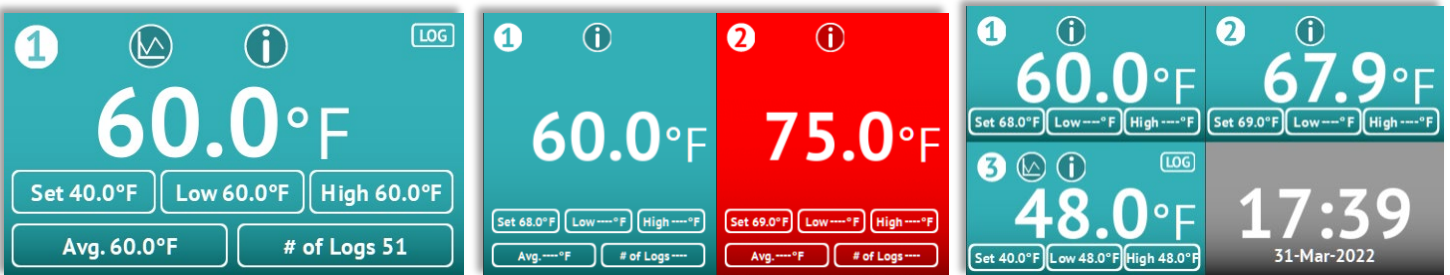 1 i LOG
60.0°F
Set 40.0°F Low 60.0°F High 60.0°F
Avg. 60.0°F # of Logs 51
1 i
60.0°F
Set 68.0°F Low ----°F High ----°F
Avg. ----°F # of Logs ----
2 i
75.0°F
Set 69.0°F Low ----°F High ----°F
Avg. ----°F # of Logs ----
1 i
60.0°F
Set 68.0°F Low ----°F High ----°F
2 i
67.9°F
Set 69.0°F Low ----°F High ----°F
3 i LOG
48.0°F
Set 40.0°F Low 48.0°F High 48.0°F
17:39
31-Mar-2022